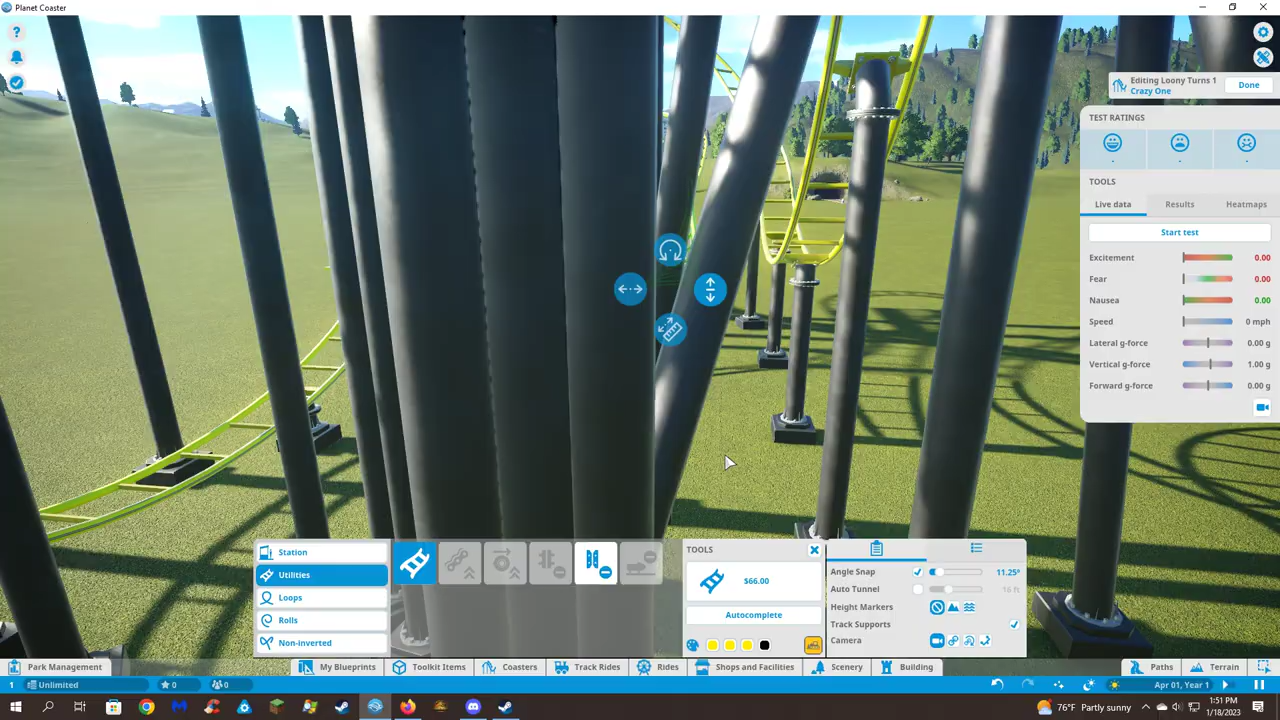 Planet Coaster
Editing Loony Turns 1
Crazy One
Done
TEST RATINGS
- - -
TOOLS
Live data Results Heatmaps
Start test
Excitement 0.00
Fear 0.00
Nausea 0.00
Speed 0 mph
Lateral g-force 0.00 g
Vertical g-force 1.00 g
Forward g-force 0.00 g
Station
Utilities
Loops
Rolls
Non-inverted
TOOLS
$66.00
Autocomplete
Angle Snap 11.25°
Auto Tunnel 16 ft
Height Markers
Track Supports
Camera
Park Management My Blueprints Toolkit Items Coasters Track Rides Rides Shops and Facilities Scenery Building Paths Terrain
1 Unlimited 0 0 Apr 01, Year 1
76°F Partly sunny
1:51 PM
1/18/2023